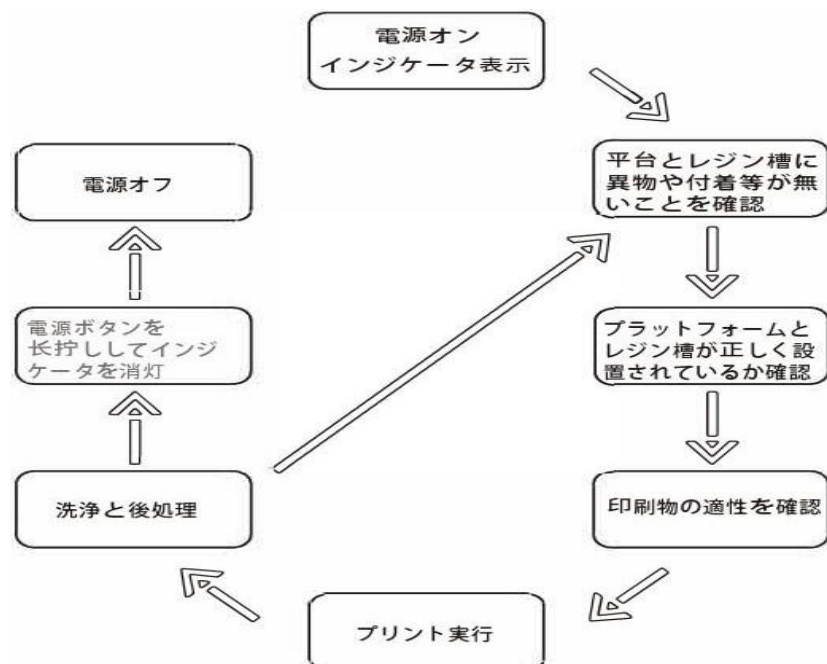 電源オン
インジケータ表示
平台とレジン槽に
異物や付着等が無
いことを確認
プラットフォームと
レジン槽が正しく設
置されているか確認
印刷物の適性を確認
プリント実行
洗浄と後処理
電源ボタンを
长拧ししてインジ
ケータを消灯
電源オフ